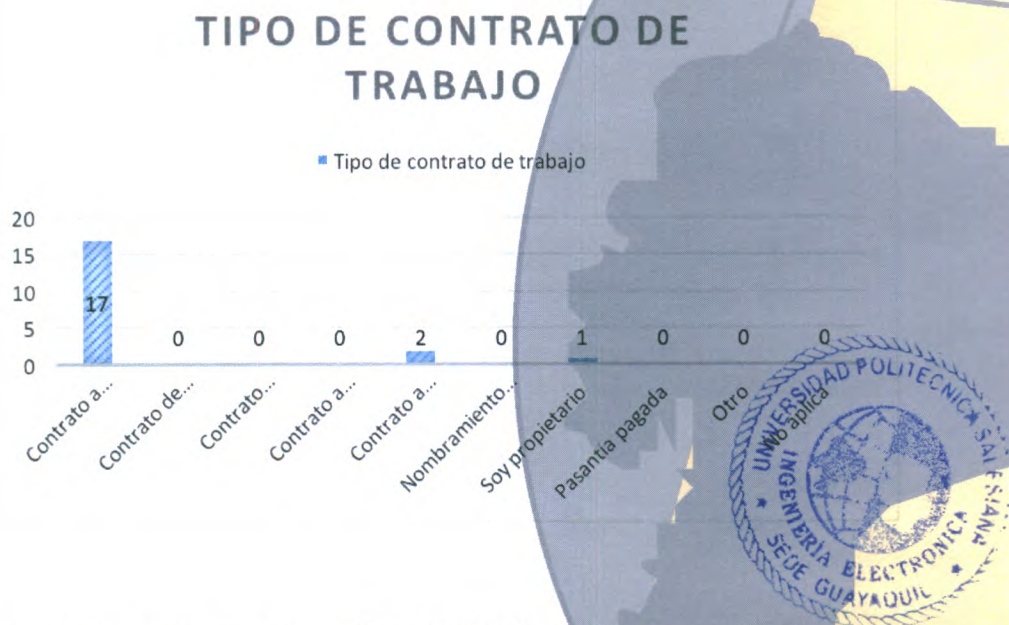 TIPO DE CONTRATO DE
TRABAJO
Tipo de contrato de trabajo
20
15
10
5
0
17
0
0
0
2
0
1
0
0
0
Contrato a...
Contrato de...
Contrato...
Contrato a...
Contrato a...
Nombramiento...
Soy propietario
Pasantía pagada
Otro
No aplica
UNIVERSIDAD POLITECNICA SALESIANA
INGENIERÍA ELECTRONICA
SEDE GUAYAQUIL